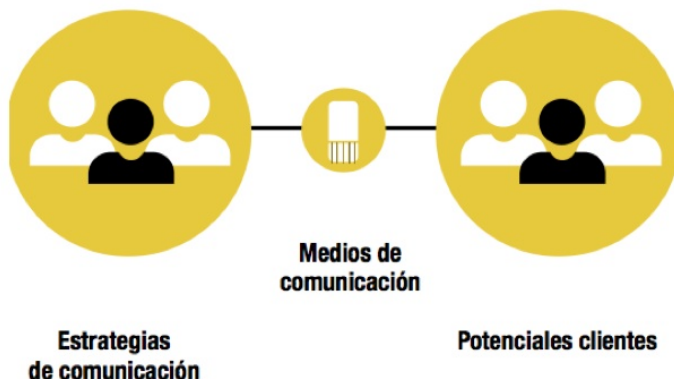 Medios de
comunicación
Estrategias
de comunicación
Potenciales clientes